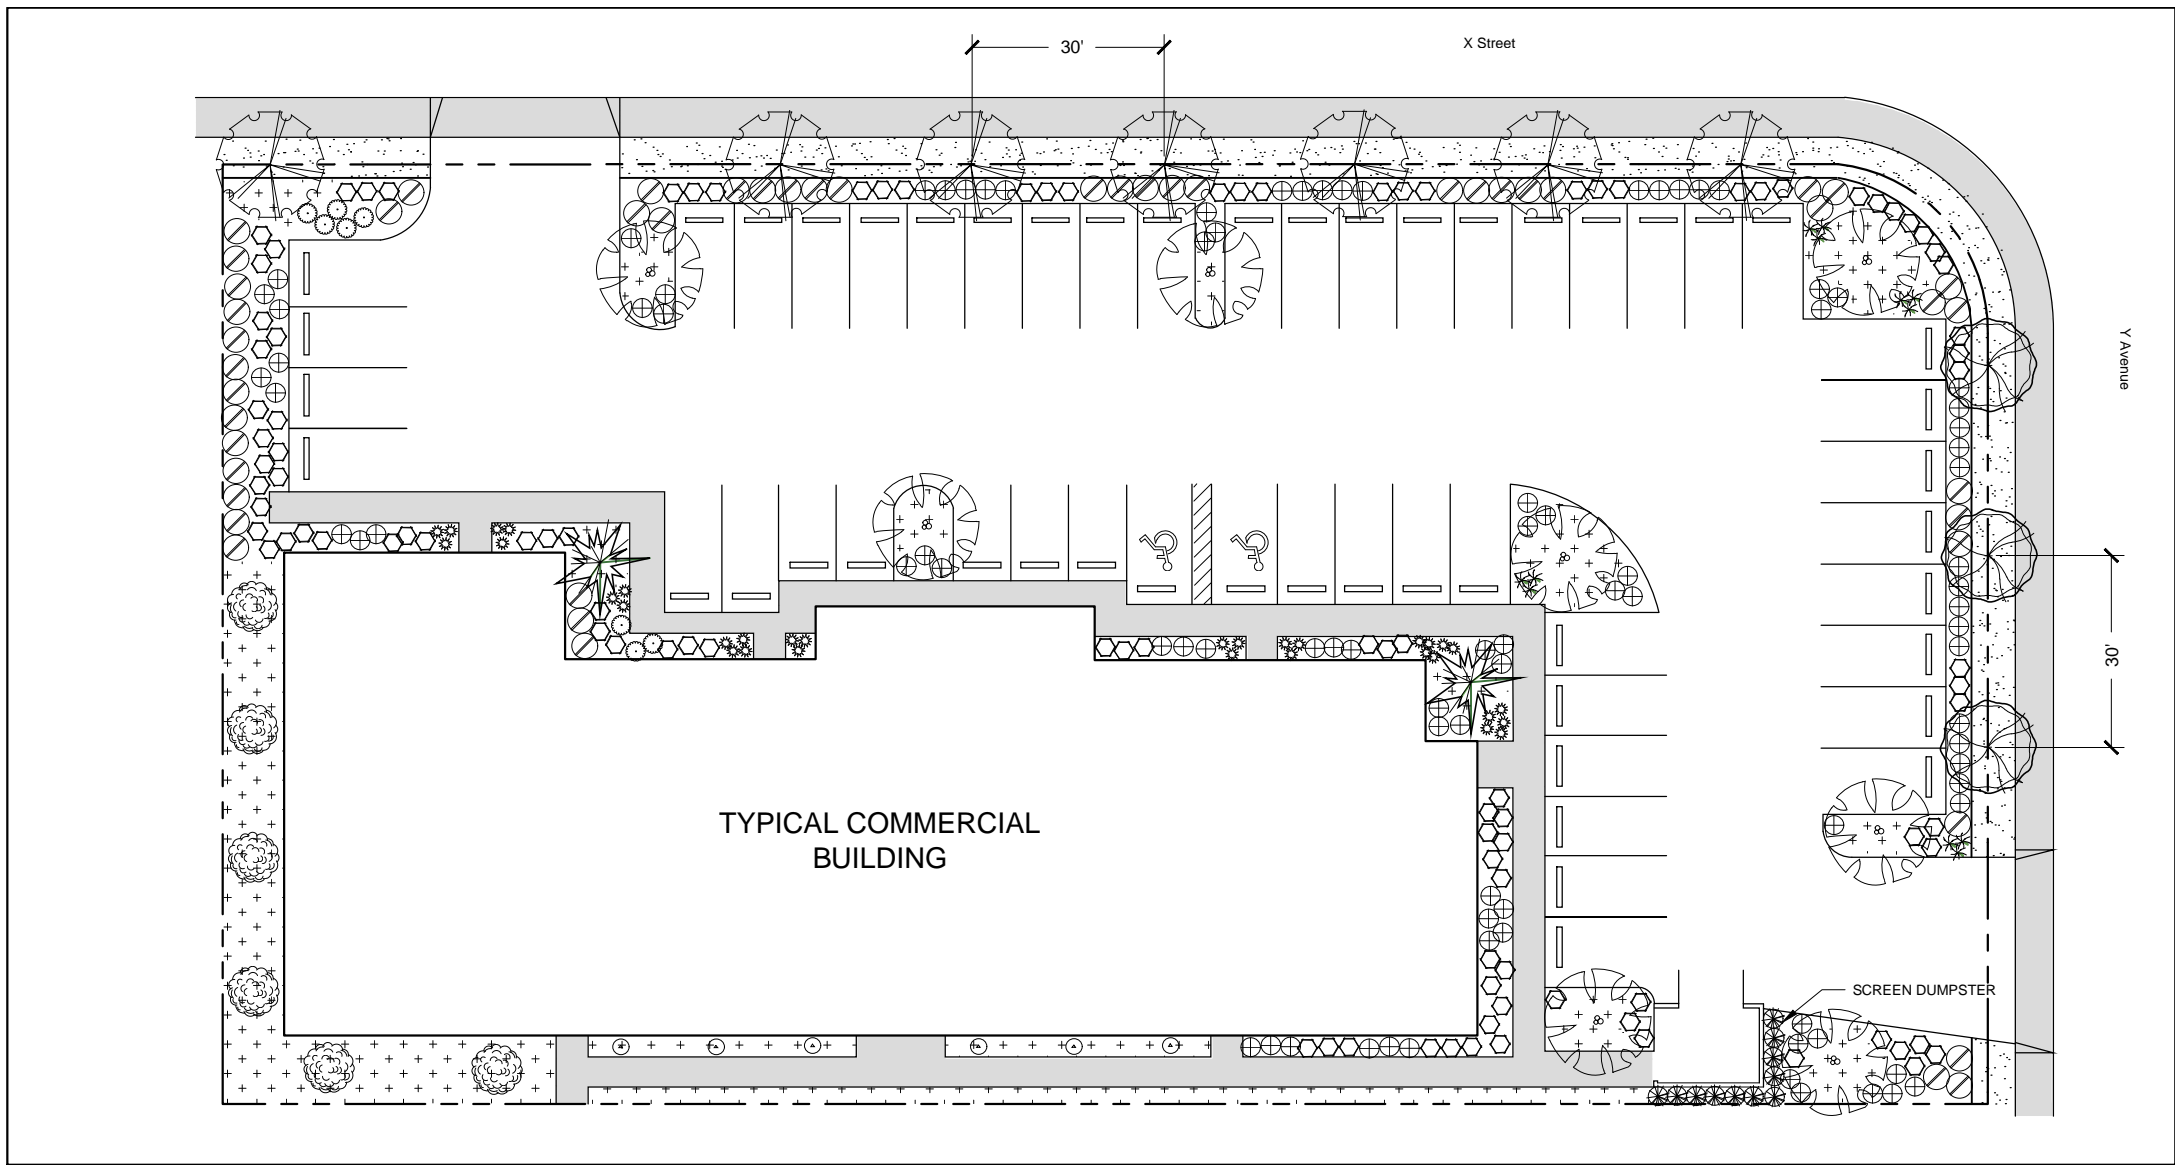 30'
X Street
Y Avenue
30'
TYPICAL COMMERCIAL
BUILDING
SCREEN DUMPSTER